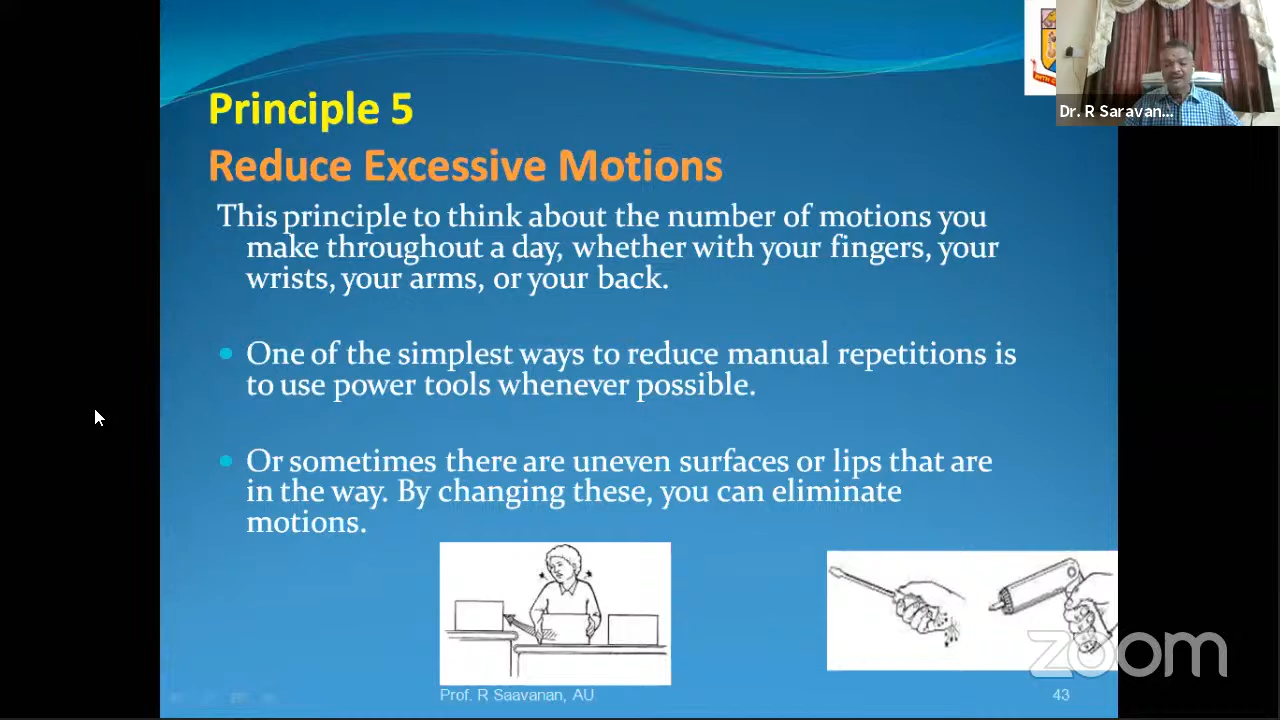 Principle 5
Reduce Excessive Motions
This principle to think about the number of motions you
make throughout a day, whether with your fingers, your
wrists, your arms, or your back.
One of the simplest ways to reduce manual repetitions is
to use power tools whenever possible.
Or sometimes there are uneven surfaces or lips that are
in the way. By changing these, you can eliminate
motions.
Dr. R Saravan...
Prof. R Saavanan, AU
43
zoom